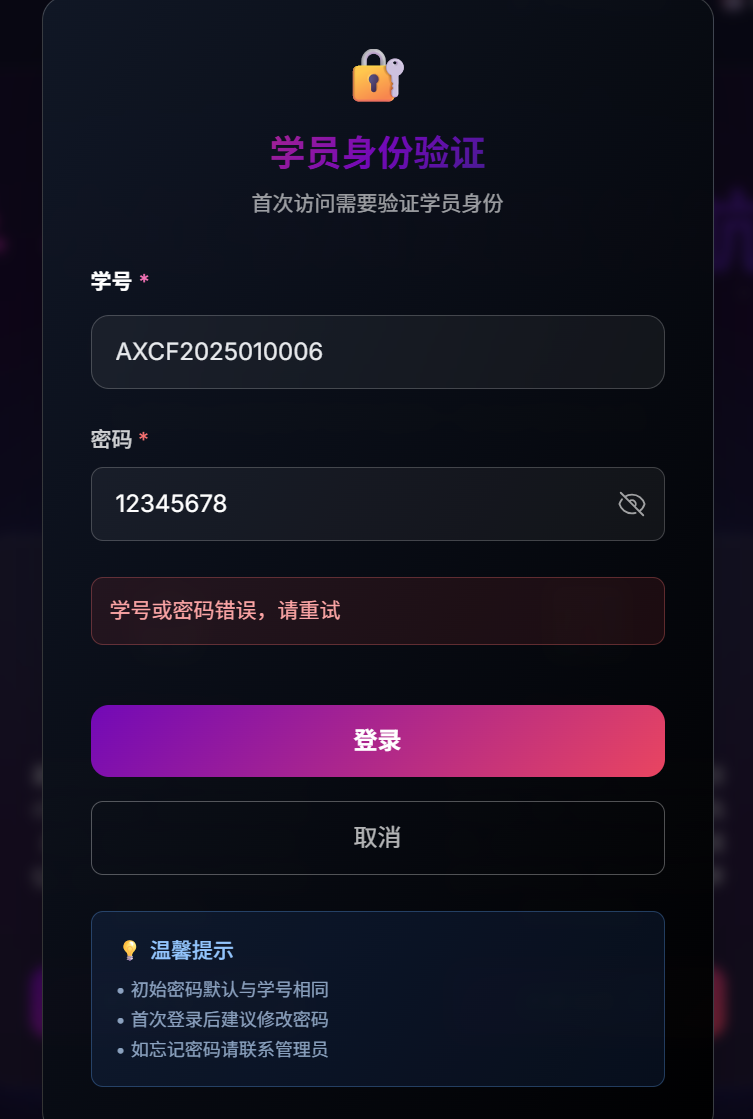 学员身份验证
首次访问需要验证学员身份
学号 *
AXCF2025010006
密码 *
12345678
学号或密码错误，请重试
登录
取消
温馨提示
• 初始密码默认与学号相同
• 首次登录后建议修改密码
• 如忘记密码请联系管理员